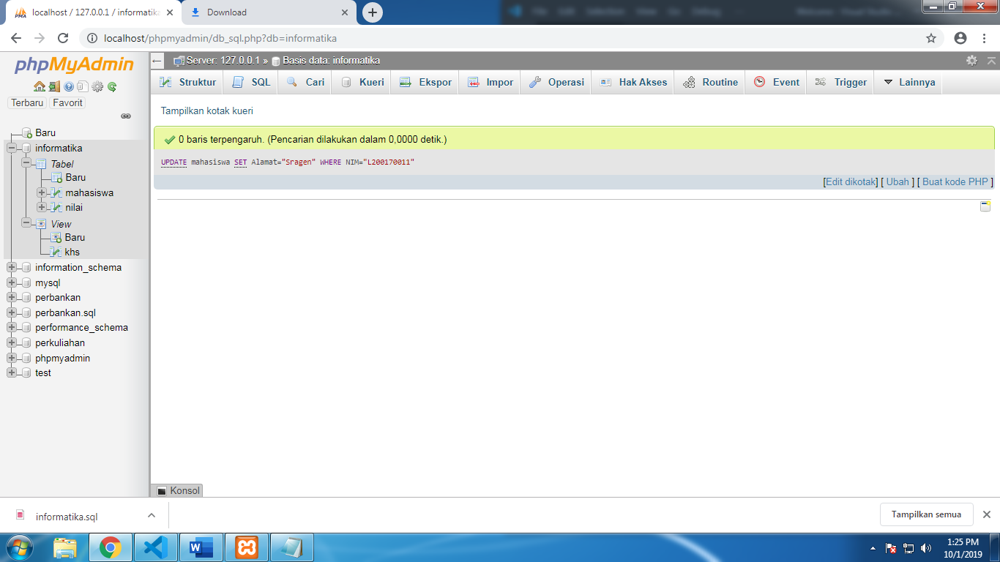 localhost / 127.0.0.1 / informatika
Download
localhost/phpmyadmin/db_sql.php?db=informatika
phpMyAdmin
Terbaru Favorit
Baru
informatika
Tabel
Baru
mahasiswa
nilai
View
Baru
khs
information_schema
mysql
perbankan
perbankan.sql
performance_schema
perkuliahan
phpmyadmin
test
Server: 127.0.0.1 » Basis data: informatika
Struktur SQL Cari Kueri Ekspor Impor Operasi Hak Akses Routine Event Trigger Lainnya
Tampilkan kotak kueri
0 baris terpengaruh. (Pencarian dilakukan dalam 0,0000 detik.)
UPDATE mahasiswa SET Alamat="Sragen" WHERE NIM="L200170011"
[Edit dikotak] [ Ubah ] [ Buat kode PHP ]
Konsol
informatika.sql
Tampilkan semua
1:25 PM
10/1/2019